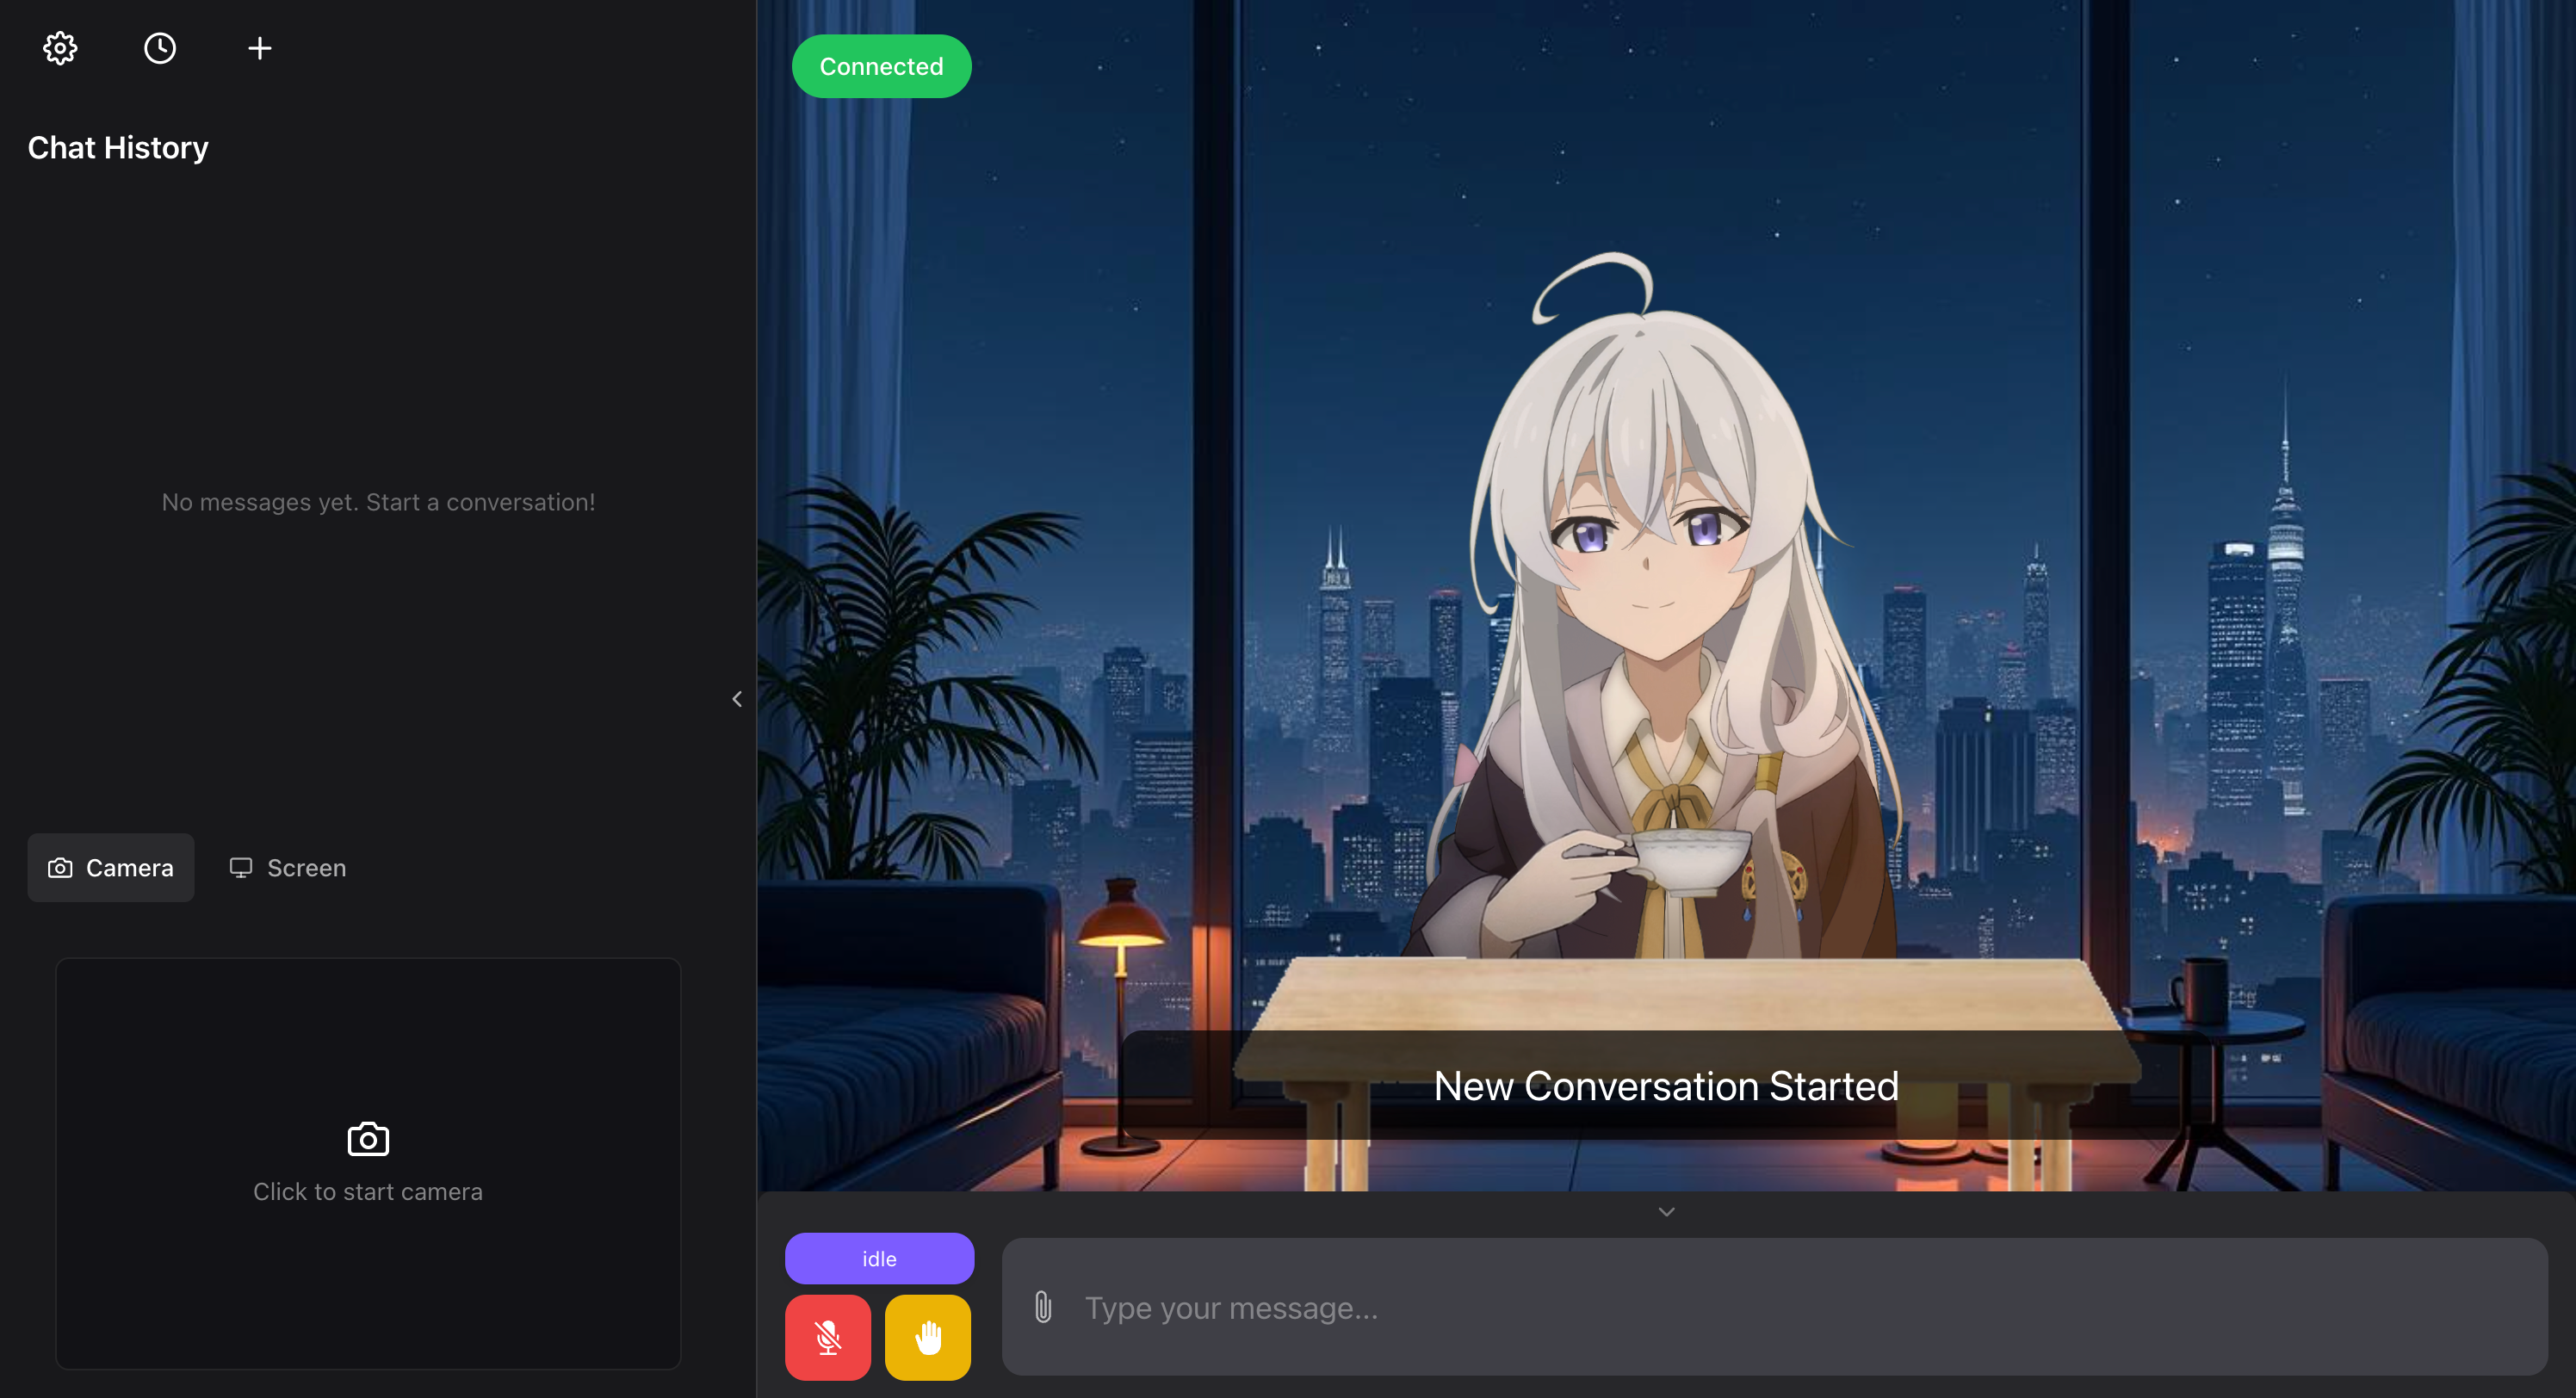 Chat History
No messages yet. Start a conversation!
Camera
Screen
Click to start camera
Connected
New Conversation Started
idle
Type your message...